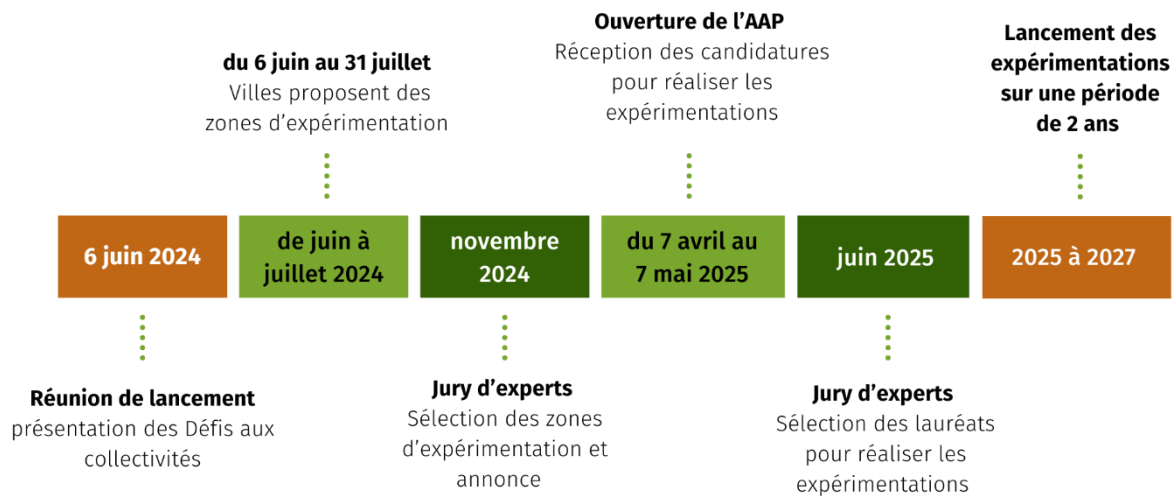 du 6 juin au 31 juillet
Villes proposent des
zones d’expérimentation
Ouverture de l’AAP
Réception des candidatures
pour réaliser les
expérimentations
Lancement des
expérimentations
sur une période
de 2 ans
6 juin 2024
de juin à
juillet 2024
novembre
2024
du 7 avril au
7 mai 2025
juin 2025
2025 à 2027
Réunion de lancement
présentation des Défis aux
collectivités
Jury d’experts
Sélection des zones
d’expérimentation et
annonce
Jury d’experts
Sélection des lauréats
pour réaliser les
expérimentations